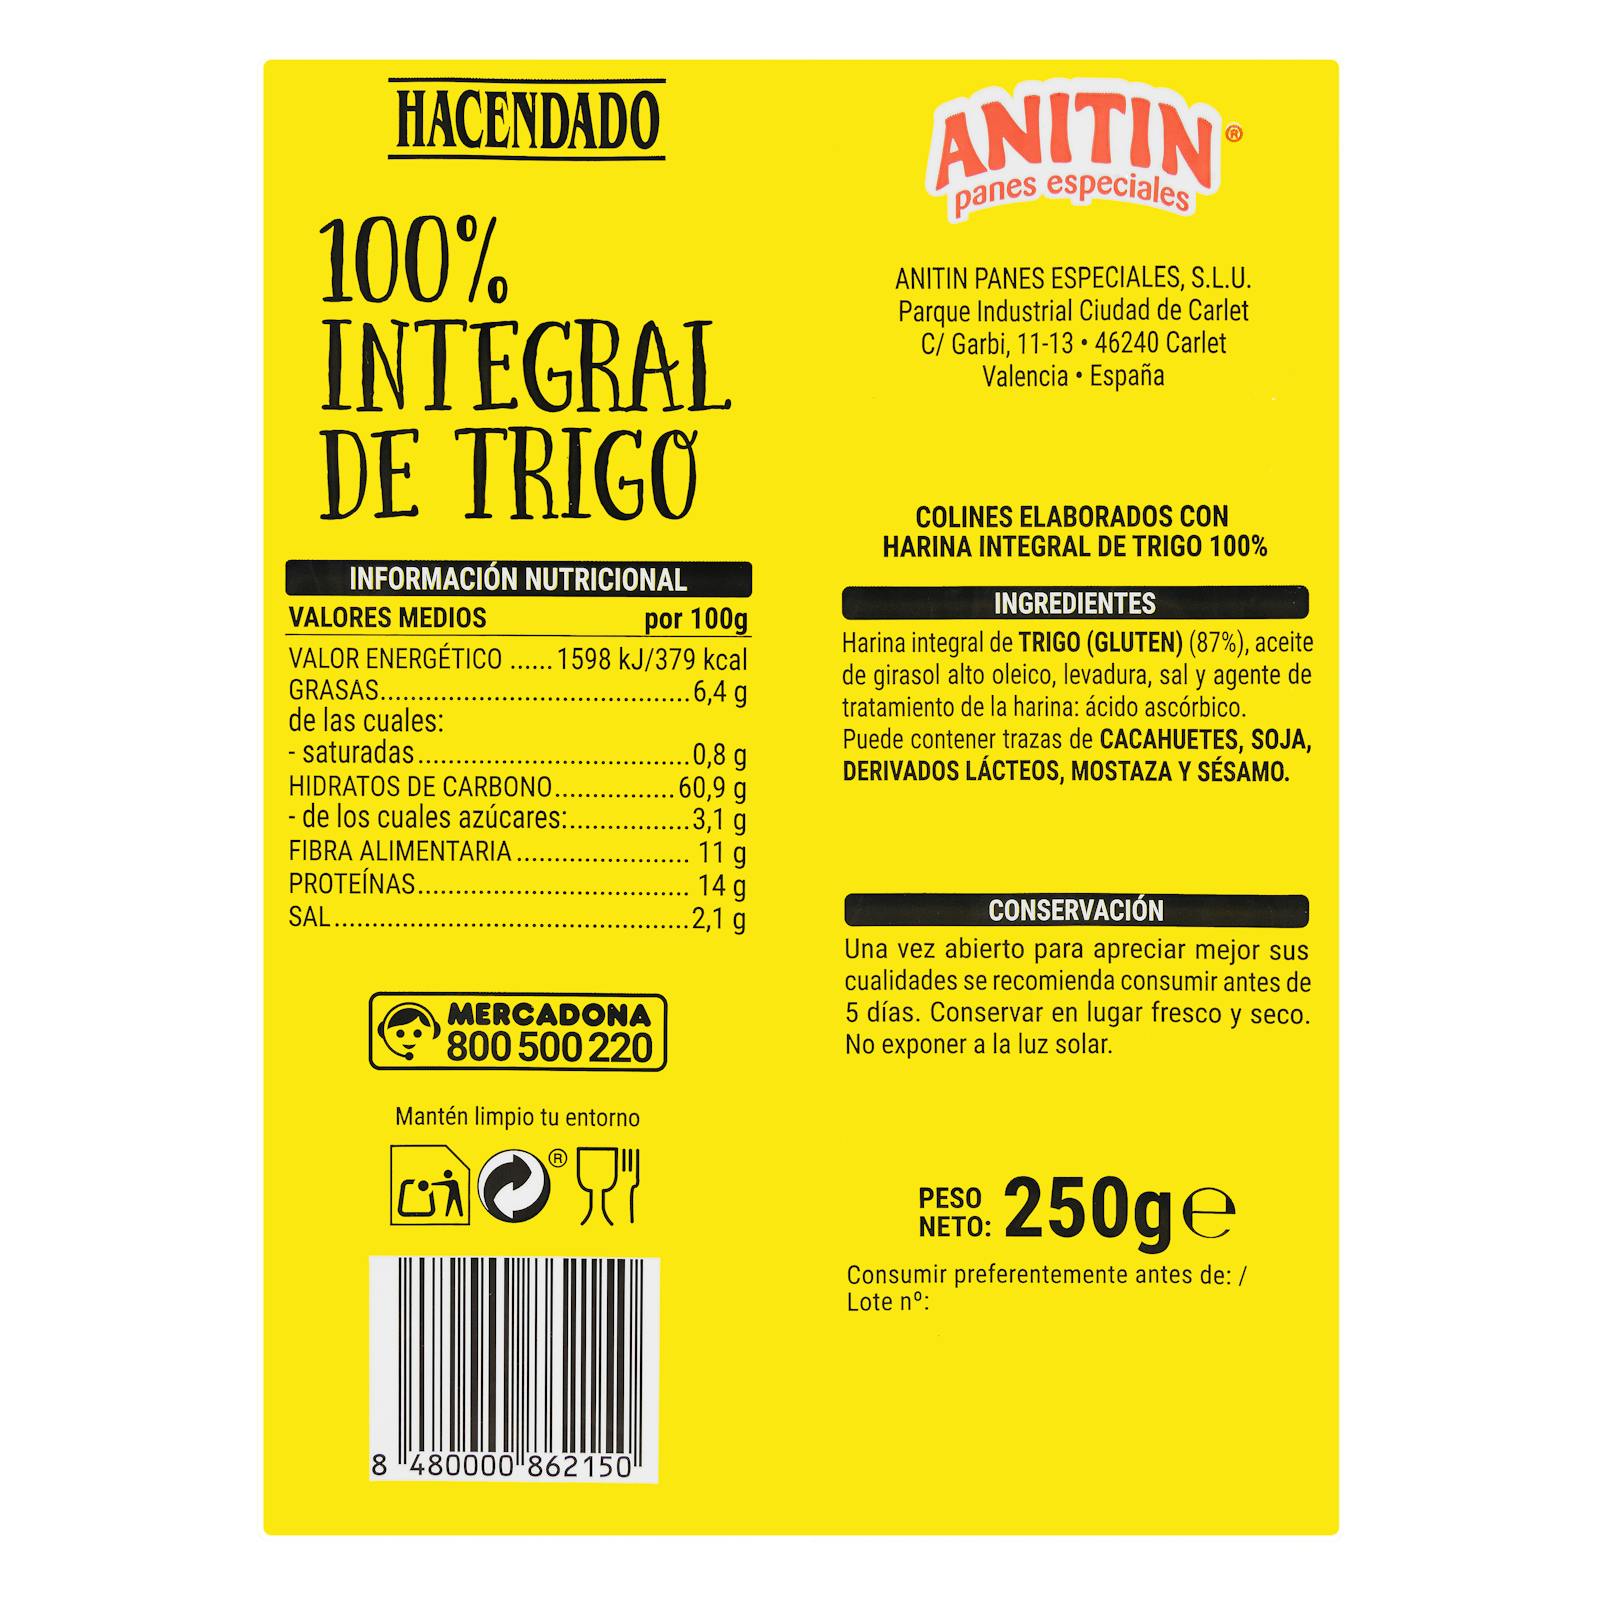 HACENDADO
100%
INTEGRAL
DE TRIGO
INFORMACIÓN NUTRICIONAL
VALORES MEDIOS por 100g
VALOR ENERGÉTICO ...... 1598 kJ/379 kcal
GRASAS.......................................6,4 g
de las cuales:
- saturadas..................................0,8 g
HIDRATOS DE CARBONO...............60,9 g
- de los cuales azúcares:...............3,1 g
FIBRA ALIMENTARIA...................... 11 g
PROTEÍNAS.................................. 14 g
SAL.............................................2,1 g
MERCADONA
800 500 220
Mantén limpio tu entorno
®
8 480000 862150
ANITIN®
panes especiales
ANITIN PANES ESPECIALES, S.L.U.
Parque Industrial Ciudad de Carlet
C/ Garbi, 11-13 • 46240 Carlet
Valencia • España
COLINES ELABORADOS CON
HARINA INTEGRAL DE TRIGO 100%
INGREDIENTES
Harina integral de TRIGO (GLUTEN) (87%), aceite
de girasol alto oleico, levadura, sal y agente de
tratamiento de la harina: ácido ascórbico.
Puede contener trazas de CACAHUETES, SOJA,
DERIVADOS LÁCTEOS, MOSTAZA Y SÉSAMO.
CONSERVACIÓN
Una vez abierto para apreciar mejor sus
cualidades se recomienda consumir antes de
5 días. Conservar en lugar fresco y seco.
No exponer a la luz solar.
PESO
NETO: 250g e
Consumir preferentemente antes de: /
Lote nº: